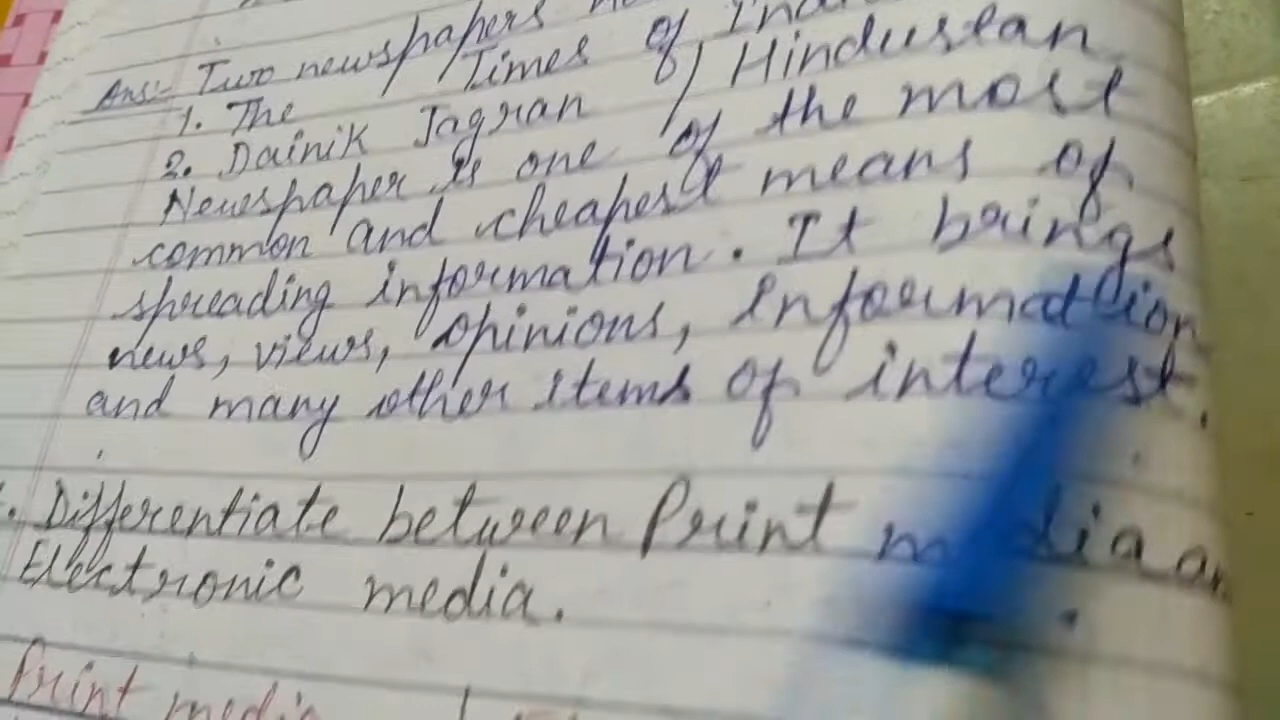 Ans:- Two newspapers
1. The Times of
2. Dainik Jagran / Hindustan
Newspaper is one of the most
common and cheapest means of
spreading information. It brings
news, views, opinions, information
and many other items of interest.
Differentiate between Print media
Electronic media.
Print media